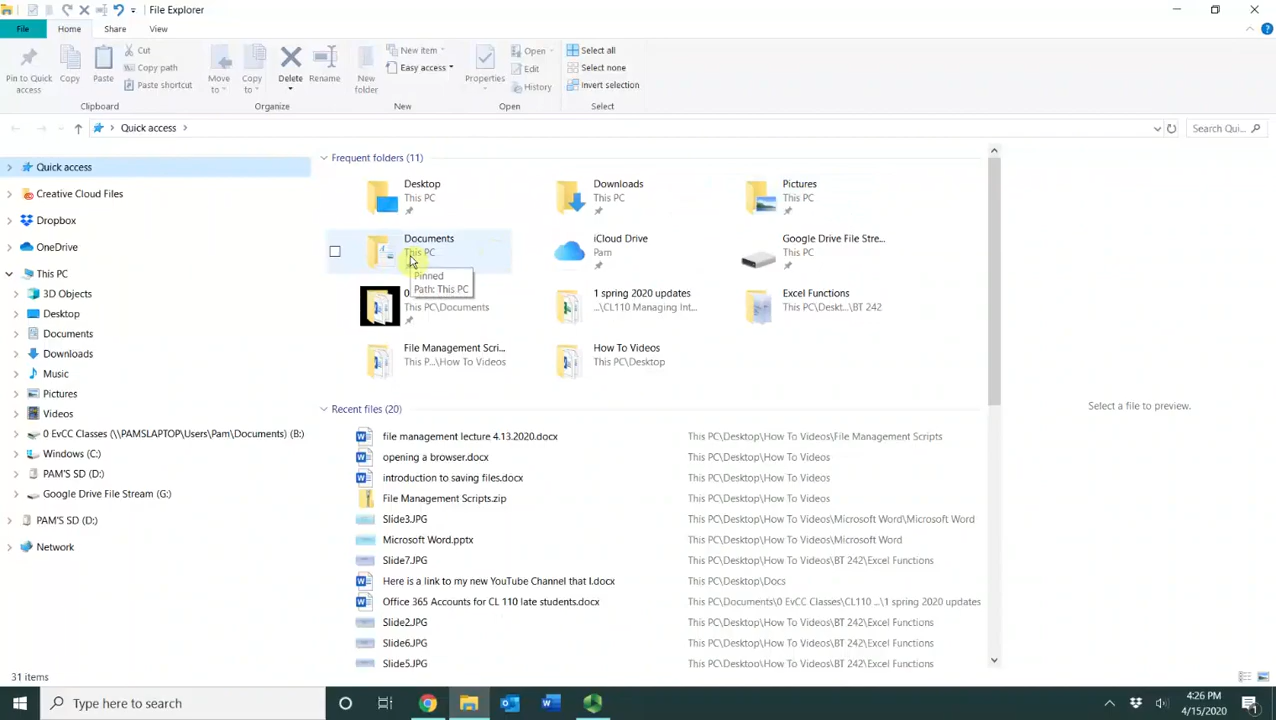 File Explorer
File Home Share View
Pin to Quick access
Copy
Paste
Cut
Copy path
Paste shortcut
Clipboard
Move to
Copy to
Delete
Rename
Organize
New folder
New item
Easy access
New
Properties
Open
Edit
History
Open
Select all
Select none
Invert selection
Select
Quick access
Search Qui...
Quick access
Creative Cloud Files
Dropbox
OneDrive
This PC
3D Objects
Desktop
Documents
Downloads
Music
Pictures
Videos
0 EvCC Classes (\\PAMSLAPTOP\Users\Pam\Documents) (B:)
Windows (C:)
PAM'S SD (D:)
Google Drive File Stream (G:)
PAM'S SD (D:)
Network
Frequent folders (11)
Desktop
This PC
Downloads
This PC
Pictures
This PC
Documents
This PC
iCloud Drive
Pam
Google Drive File Stre...
This PC
Pinned
Path: This PC
This PC\Documents
1 spring 2020 updates
...\CL110 Managing Int...
Excel Functions
This PC\Deskt...\BT 242
File Management Scri...
This P...\How To Videos
How To Videos
This PC\Desktop
Recent files (20)
file management lecture 4.13.2020.docx This PC\Desktop\How To Videos\File Management Scripts
opening a browser.docx This PC\Desktop\How To Videos
introduction to saving files.docx This PC\Desktop\How To Videos
File Management Scripts.zip This PC\Desktop\How To Videos
Slide3.JPG This PC\Desktop\How To Videos\Microsoft Word\Microsoft Word
Microsoft Word.pptx This PC\Desktop\How To Videos\Microsoft Word
Slide7.JPG This PC\Desktop\How To Videos\BT 242\Excel Functions
Here is a link to my new YouTube Channel that I.docx This PC\Desktop\Docs
Office 365 Accounts for CL 110 late students.docx This PC\Documents\0 EvCC Classes\CL110 ...\1 spring 2020 updates
Slide2.JPG This PC\Desktop\How To Videos\BT 242\Excel Functions
Slide6.JPG This PC\Desktop\How To Videos\BT 242\Excel Functions
Slide5.JPG This PC\Desktop\How To Videos\BT 242\Excel Functions
Select a file to preview.
31 items
Type here to search
4:26 PM
4/15/2020